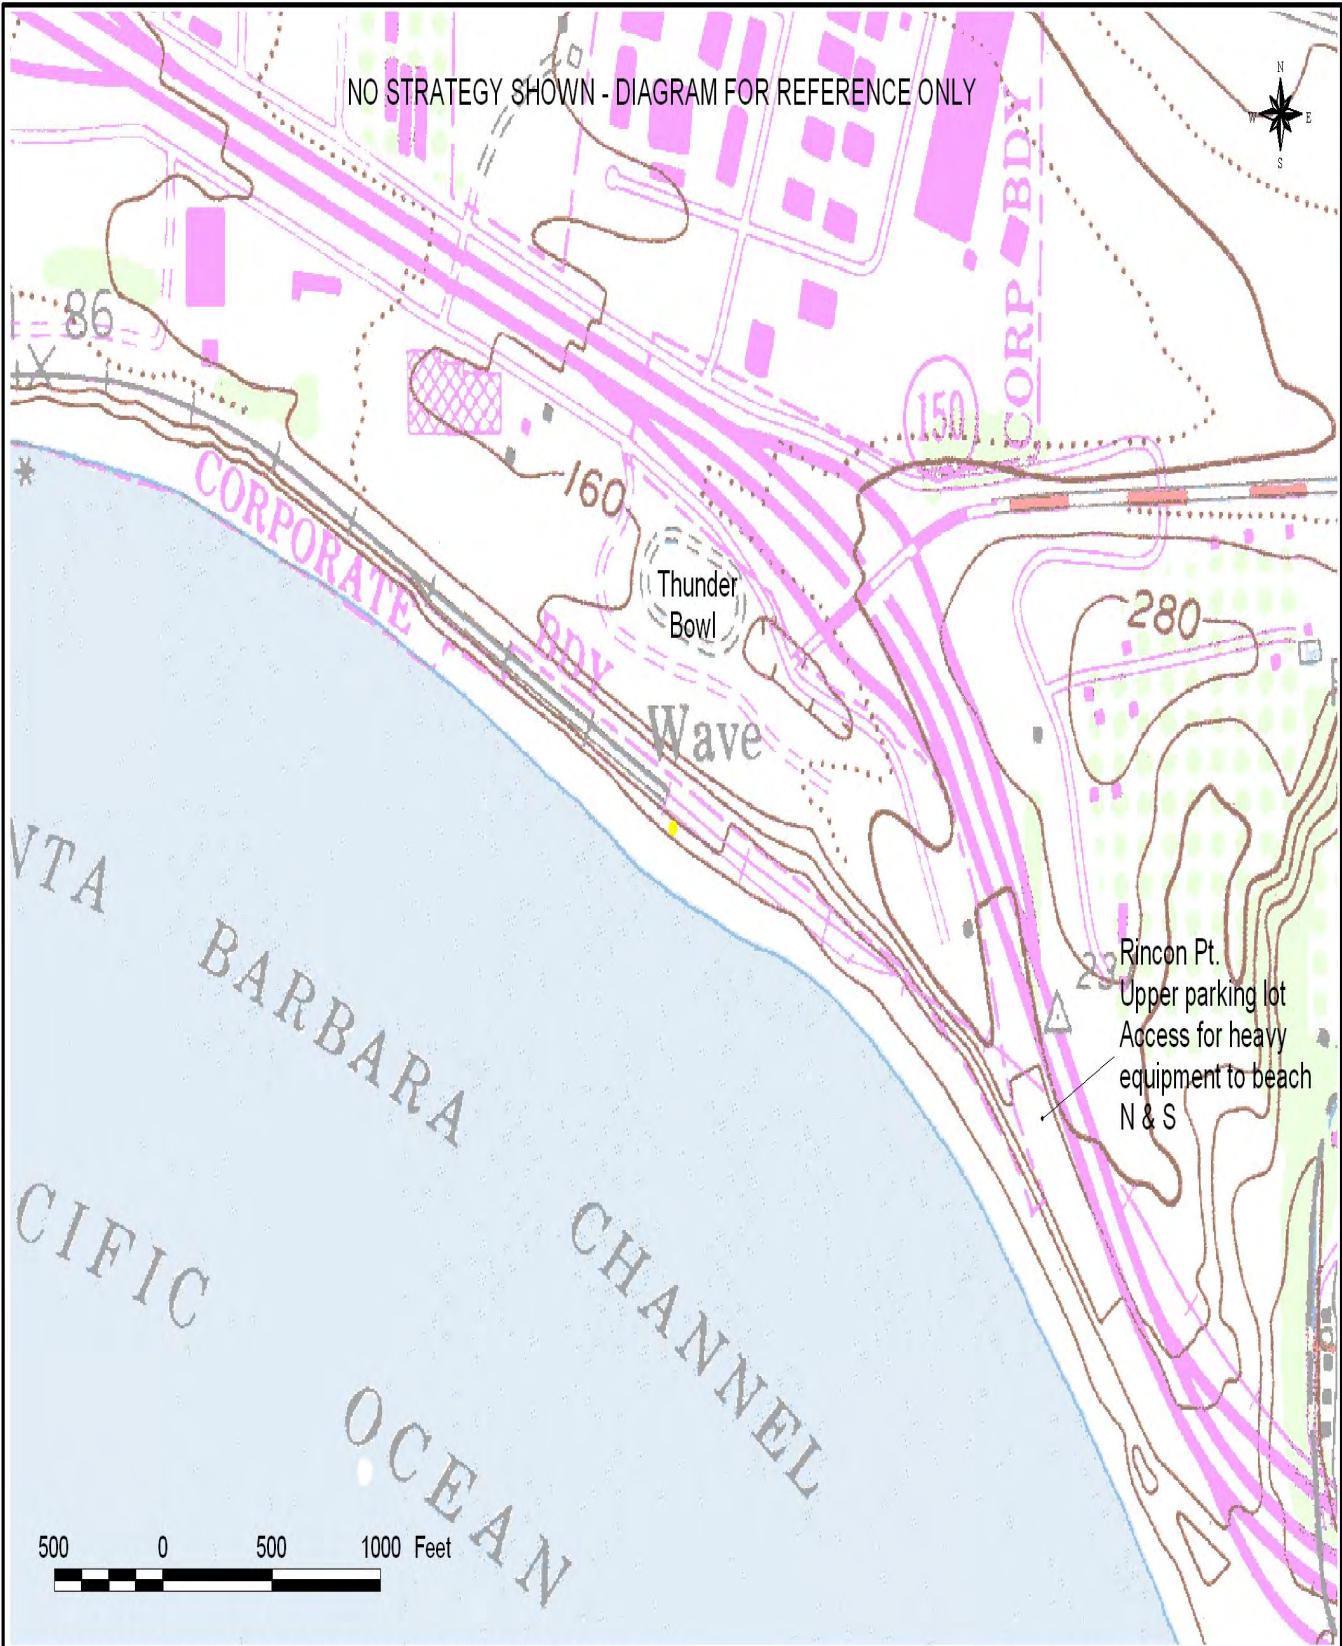 NO STRATEGY SHOWN - DIAGRAM FOR REFERENCE ONLY
N
W E
S
CORP BDY
86
150
CORPORATE
BDY
160
Thunder
Bowl
280
Wave
NTA
BARBARA
CHANNEL
Rincon Pt.
Upper parking lot
Access for heavy
equipment to beach
N & S
CIFIC
OCEAN
500 0 500 1000 Feet